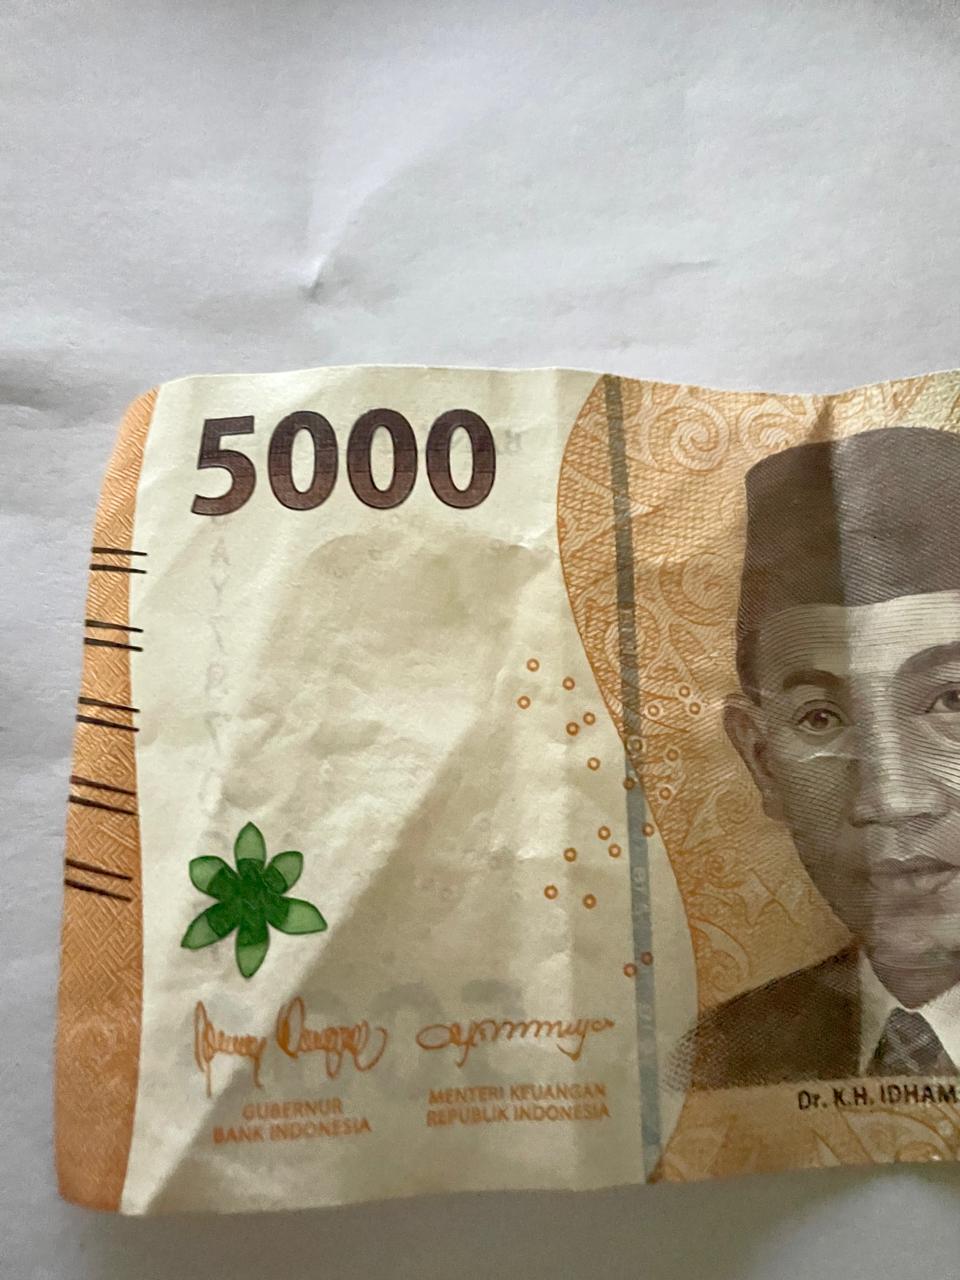 5000
GUBERNUR
BANK INDONESIA
MENTERI KEUANGAN
REPUBLIK INDONESIA
Dr. K.H. IDHAM